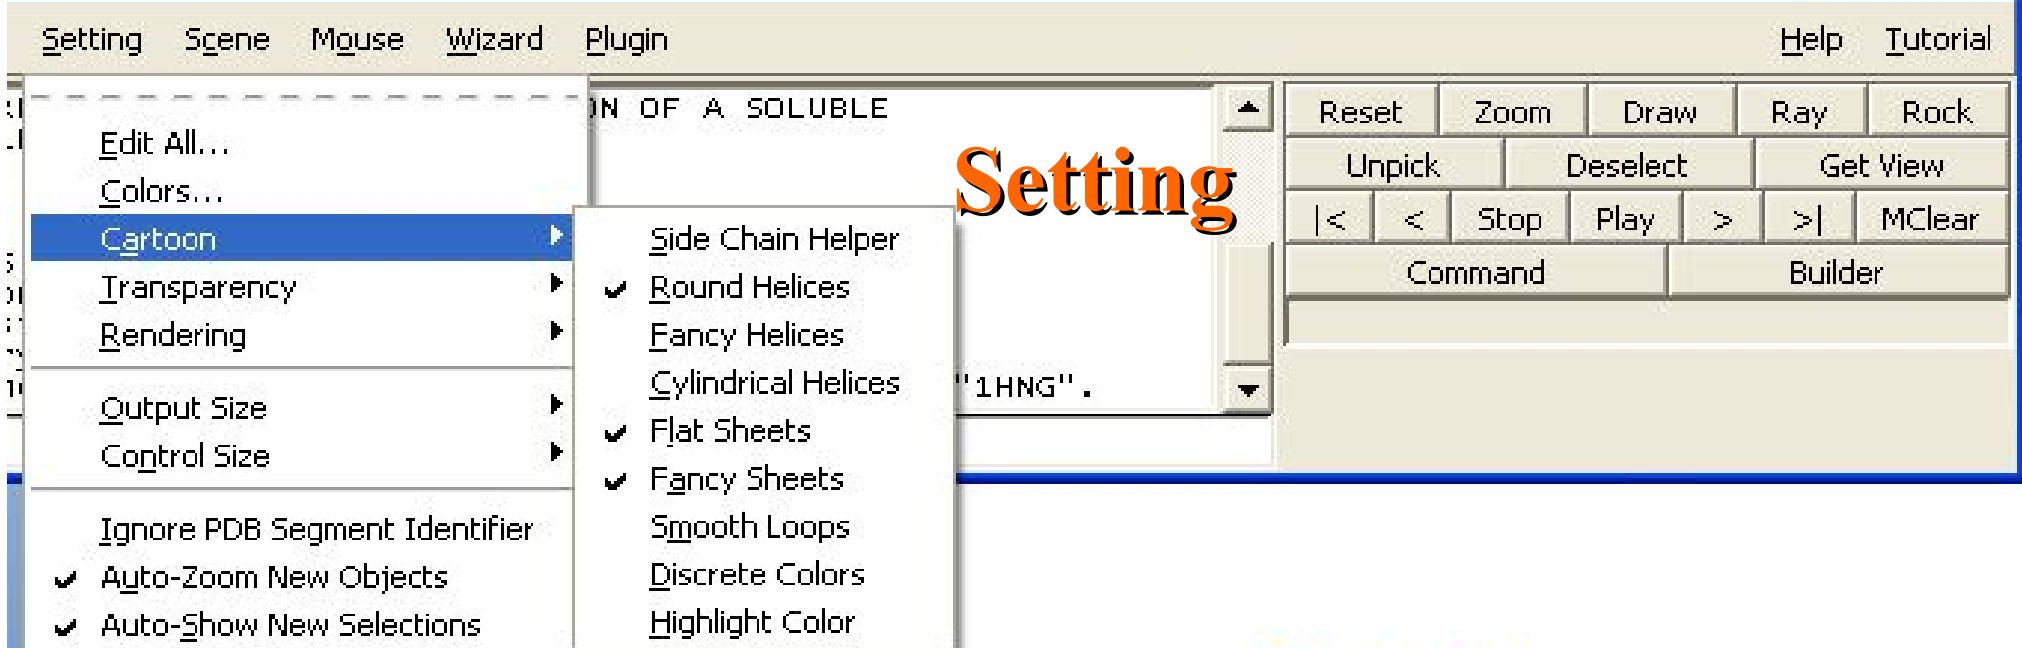 Setting Scene Mouse Wizard Plugin Help Tutorial
ON OF A SOLUBLE
"1HNG".
Setting
Edit All...
Colors...
Cartoon
Transparency
Rendering
Output Size
Control Size
Ignore PDB Segment Identifier
Auto-Zoom New Objects
Auto-Show New Selections
Side Chain Helper
Round Helices
Fancy Helices
Cylindrical Helices
Flat Sheets
Fancy Sheets
Smooth Loops
Discrete Colors
Highlight Color
Reset Zoom Draw Ray Rock
Unpick Deselect Get View
|< < Stop Play > >| MClear
Command Builder